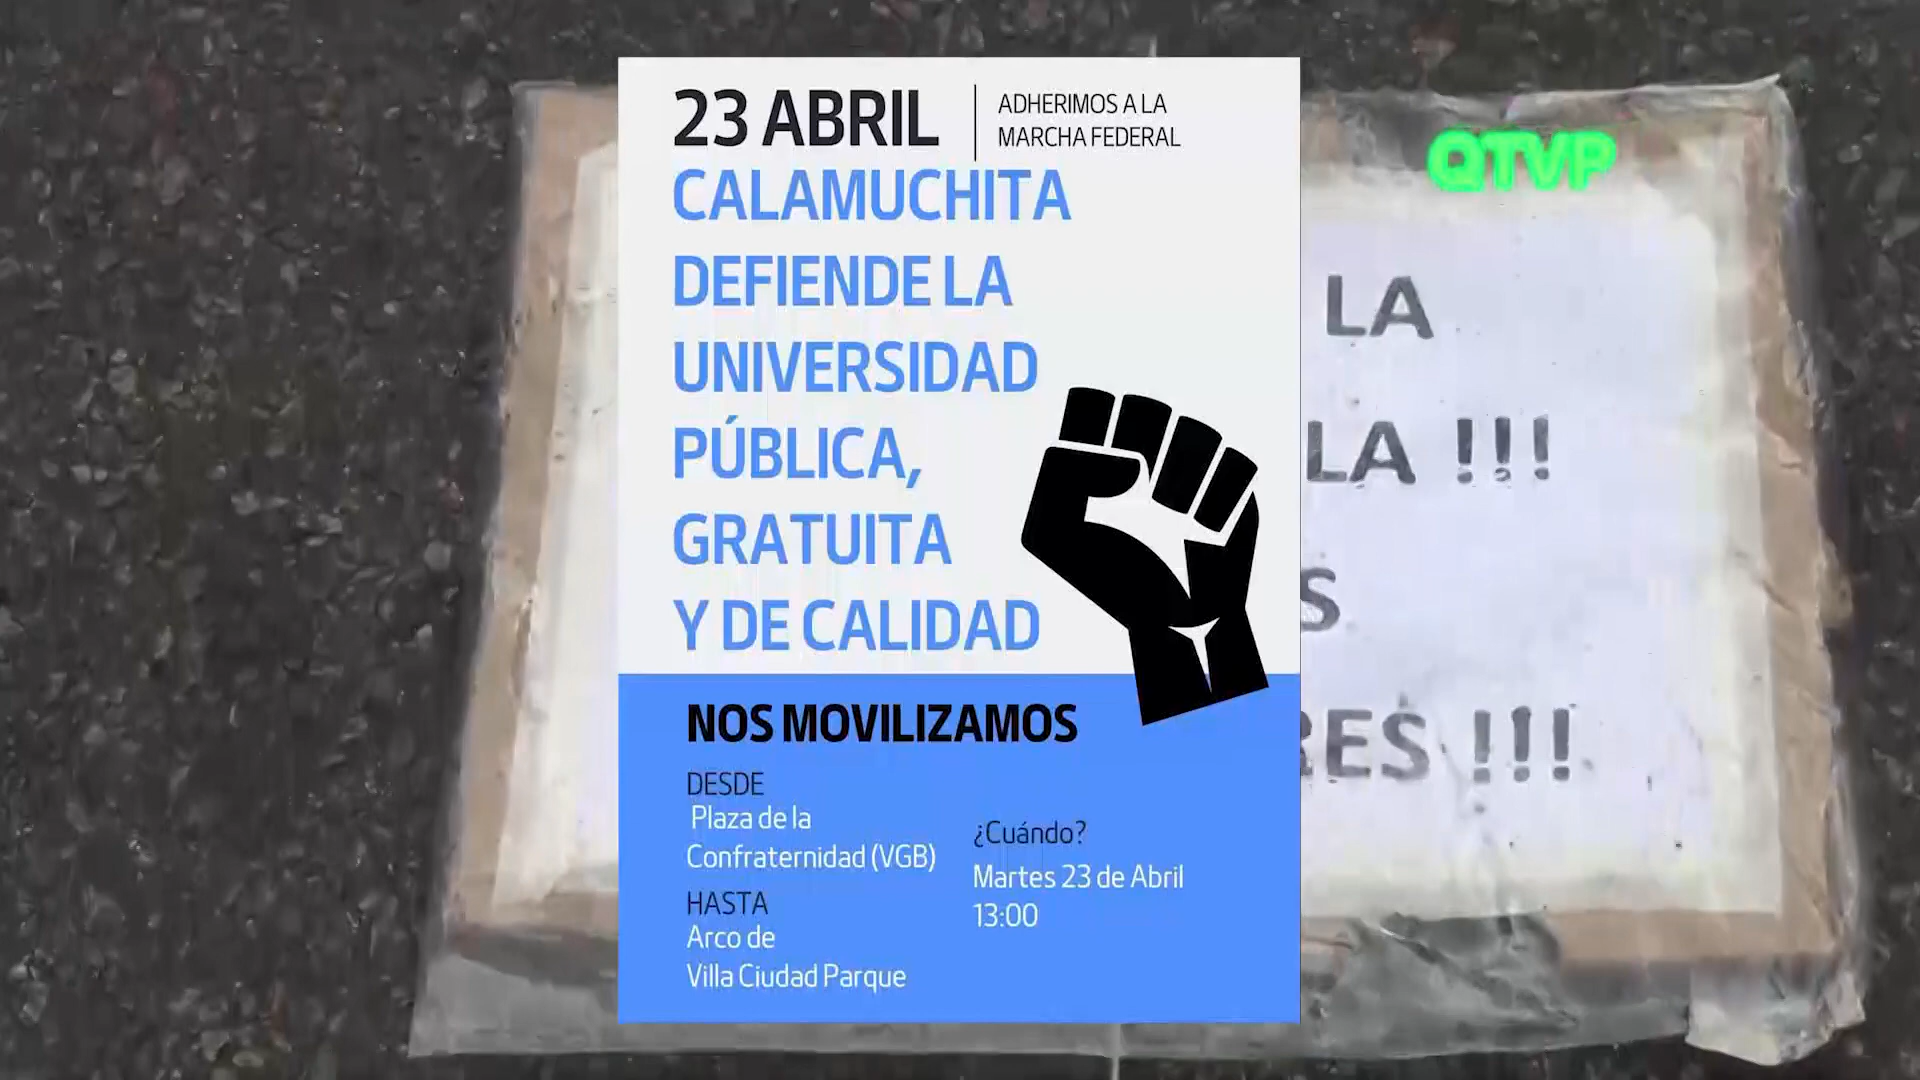 23 ABRIL
ADHERIMOS A LA
MARCHA FEDERAL
CALAMUCHITA
DEFIENDE LA
UNIVERSIDAD
PÚBLICA,
GRATUITA
Y DE CALIDAD
NOS MOVILIZAMOS
DESDE
Plaza de la
Confraternidad (VGB)
HASTA
Arco de
Villa Ciudad Parque
¿Cuándo?
Martes 23 de Abril
13:00
QTVP
LA
LA !!!
S
RES !!!